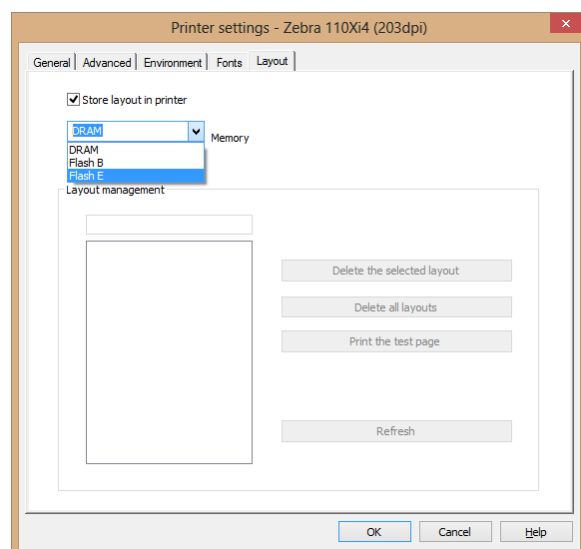 Printer settings - Zebra 110Xi4 (203dpi)
General Advanced Environment Fonts Layout
Store layout in printer
DRAM Memory
DRAM
Flash B
Flash E
Layout management
Delete the selected layout
Delete all layouts
Print the test page
Refresh
OK Cancel Help